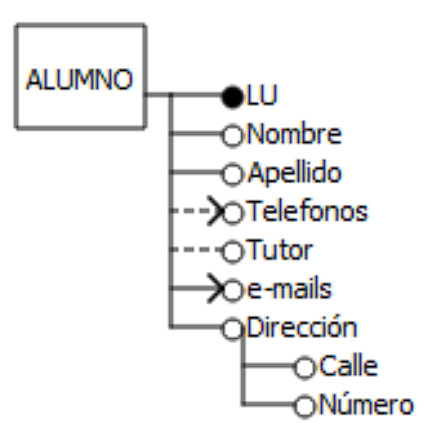 ALUMNO
LU
Nombre
Apellido
Telefonos
Tutor
e-mails
Dirección
Calle
Número